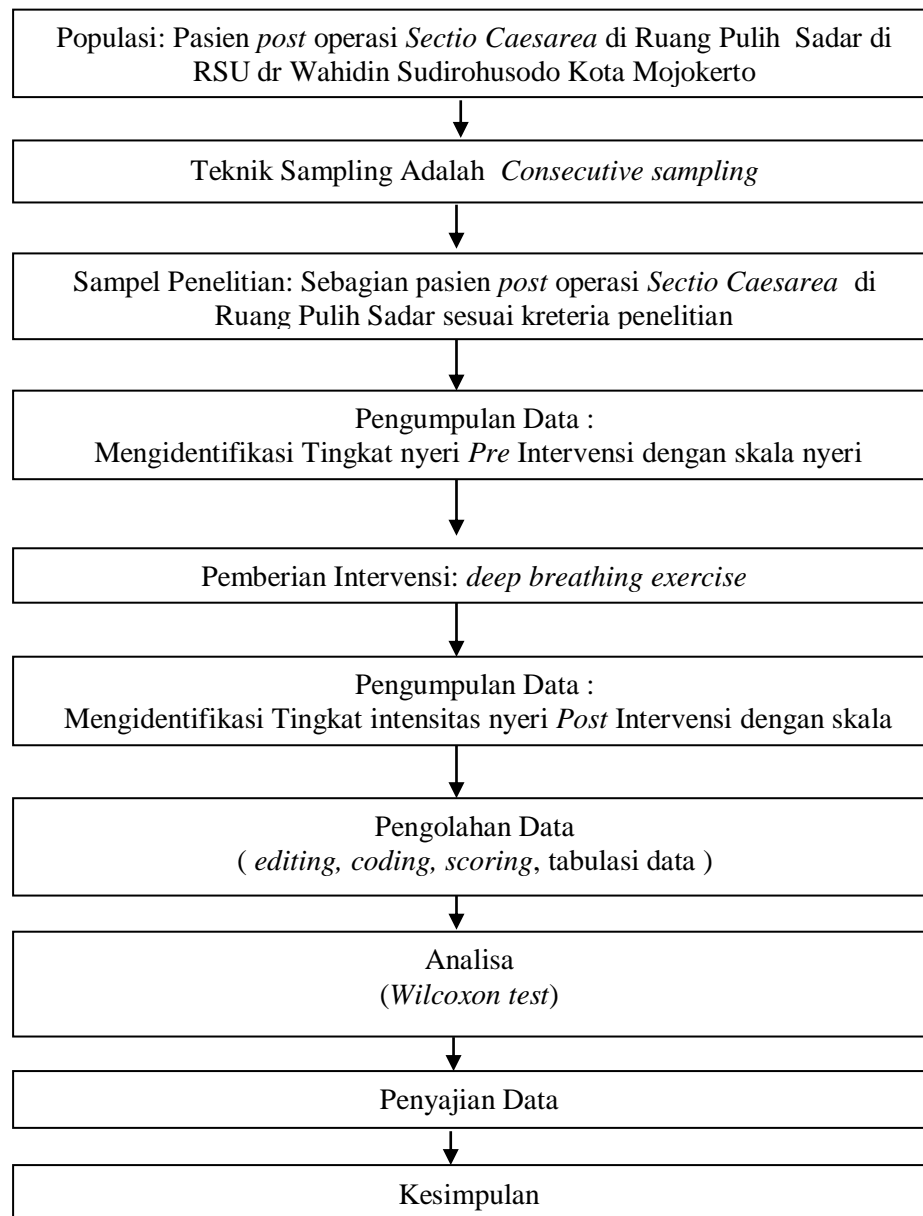 Populasi: Pasien post operasi Sectio Caesarea di Ruang Pulih Sadar di
RSU dr Wahidin Sudirohusodo Kota Mojokerto
Teknik Sampling Adalah Consecutive sampling
Sampel Penelitian: Sebagian pasien post operasi Sectio Caesarea di
Ruang Pulih Sadar sesuai kreteria penelitian
Pengumpulan Data :
Mengidentifikasi Tingkat nyeri Pre Intervensi dengan skala nyeri
Pemberian Intervensi: deep breathing exercise
Pengumpulan Data :
Mengidentifikasi Tingkat intensitas nyeri Post Intervensi dengan skala
Pengolahan Data
( editing, coding, scoring, tabulasi data )
Analisa
(Wilcoxon test)
Penyajian Data
Kesimpulan